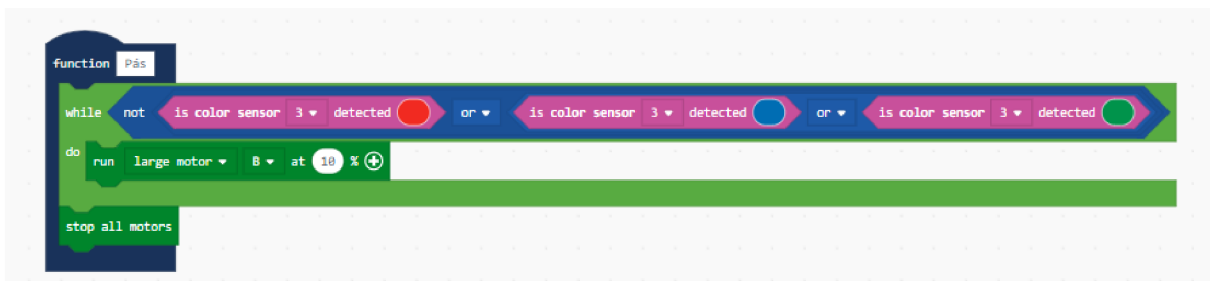 function Pás
while not is color sensor 3 detected or is color sensor 3 detected or is color sensor 3 detected
do run large motor B at 10 %
stop all motors